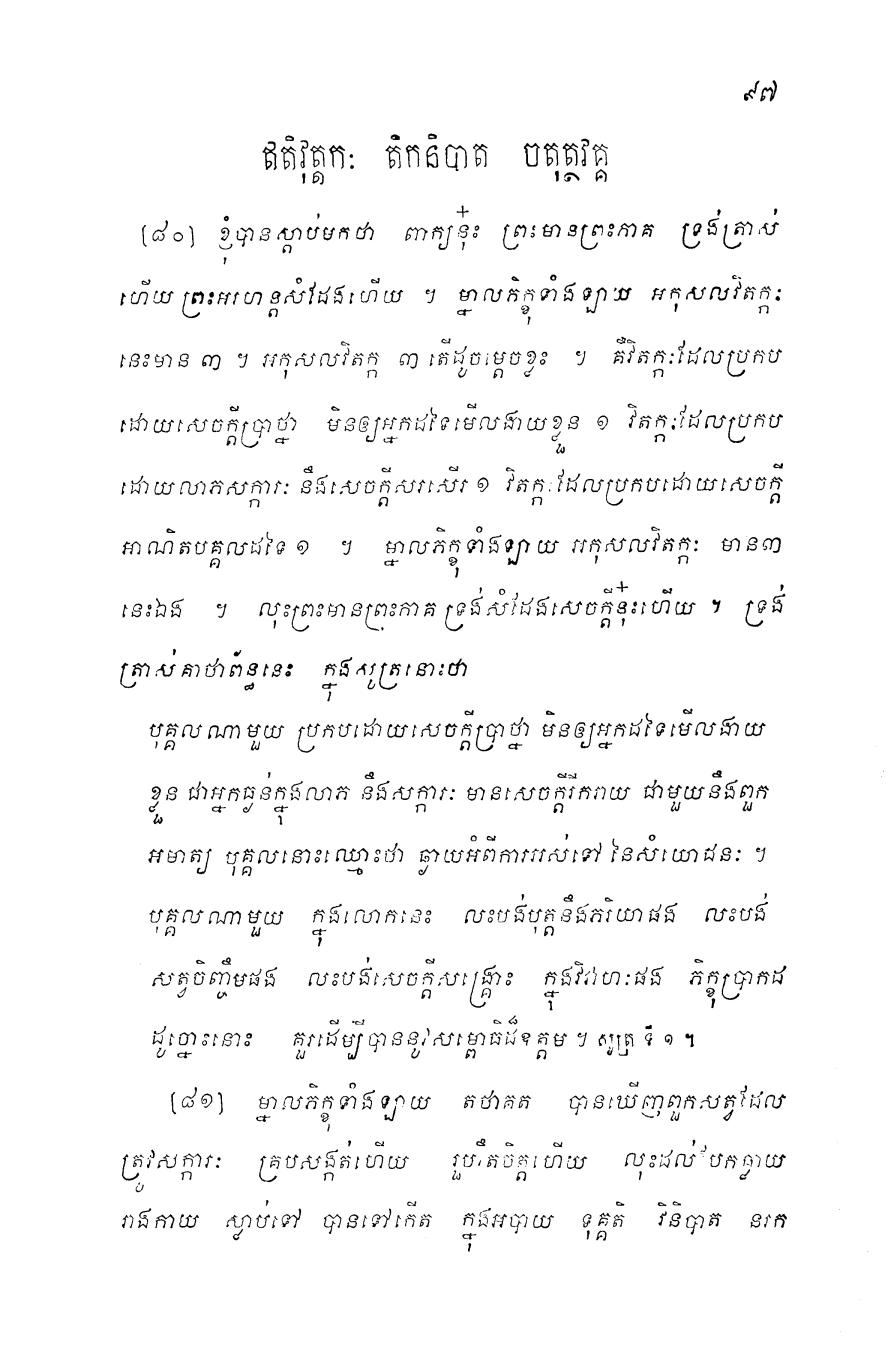 ៩៧
ឥតិវុត្តកៈ តិកនិបាត ចតុត្ថវគ្គ
(៨០) ខ្ញុំបានស្តាប់មកថា ពាក្យនុ៎ះ ព្រះមានព្រះភាគ ទ្រង់ត្រាស់
ហើយ ព្រះអរហន្តសំដែងហើយ ។ ម្នាលភិក្ខុទាំងឡាយ អកុសលវិតក្កៈ
នេះមាន ៣ ។ អកុសលវិតក្ក ៣ តើដូចម្តេចខ្លះ ។ គឺវិតក្កៈដែលប្រកប
ដោយសេចក្តីប្រាថ្នា មិនឲ្យអ្នកដទៃមើលងាយខ្លួន ១ វិតក្កៈដែលប្រកប
ដោយលាភសក្ការៈ នឹងសេចក្តីសរសើរ ១ វិតក្កៈដែលប្រកបដោយសេចក្តី
អាណិតបុគ្គលដទៃ ១ ។ ម្នាលភិក្ខុទាំងឡាយ អកុសលវិតក្កៈ មាន៣
នេះឯង ។ លុះព្រះមានព្រះភាគ ទ្រង់សំដែងសេចក្តីនុ៎ះហើយ ។ ទ្រង់
ត្រាស់គាថាព័ន្ធនេះ ក្នុងសូត្រនោះថា
បុគ្គលណាមួយ ប្រកបដោយសេចក្តីប្រាថ្នា មិនឲ្យអ្នកដទៃមើលងាយ
ខ្លួន ជាអ្នកធ្ងន់ក្នុងលាភ នឹងសក្ការៈ មានសេចក្តីរីករាយ ជាមួយនឹងពួក
អមាត្យ បុគ្គលនោះឈ្មោះថា ឆ្ងាយអំពីការអស់ទៅ នៃសំយោជនៈ ។
បុគ្គលណាមួយ ក្នុងលោកនេះ លះបង់បុត្តនឹងភរិយាផង លះបង់
សត្វចិញ្ចឹមផង លះបង់សេចក្តីសង្គ្រោះ ក្នុងវិវាហៈផង ភិក្ខុប្រាកដ
ដូច្នោះនោះ គួរដើម្បីបាននូវសម្ពោធិដ៏ឧត្តម ។ សូត្រ ទី ១ ។
(៨១) ម្នាលភិក្ខុទាំងឡាយ តថាគត បានឃើញពួកសត្វដែល
ត្រូវសក្ការៈ គ្របសង្កត់ហើយ រួបរឹតចិត្តហើយ លុះដល់បែកធ្លាយ
រាងកាយ ស្លាប់ទៅ បានទៅកើត ក្នុងអបាយ ទុគ្គតិ វិនិបាត នរក